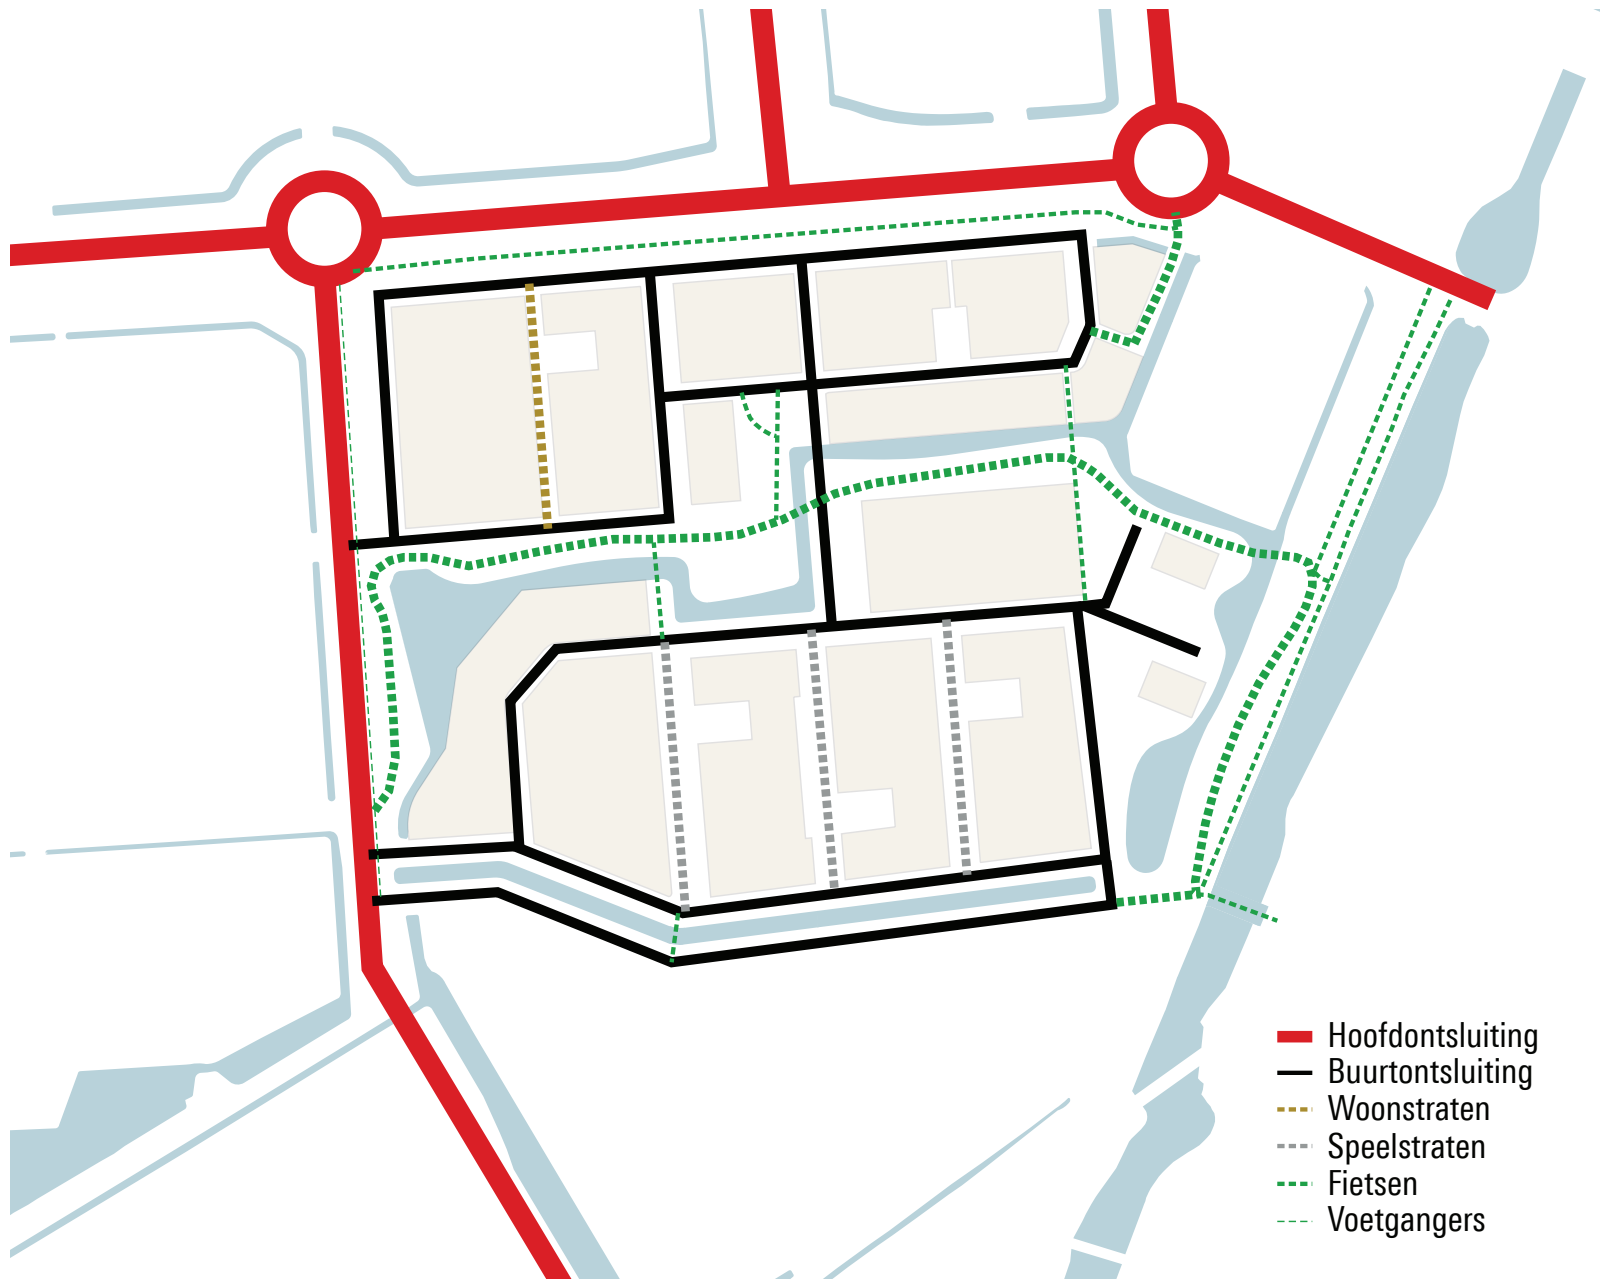 Hoofdontsluiting
Buurtontsluiting
Woonstraten
Speelstraten
Fietsen
Voetgangers